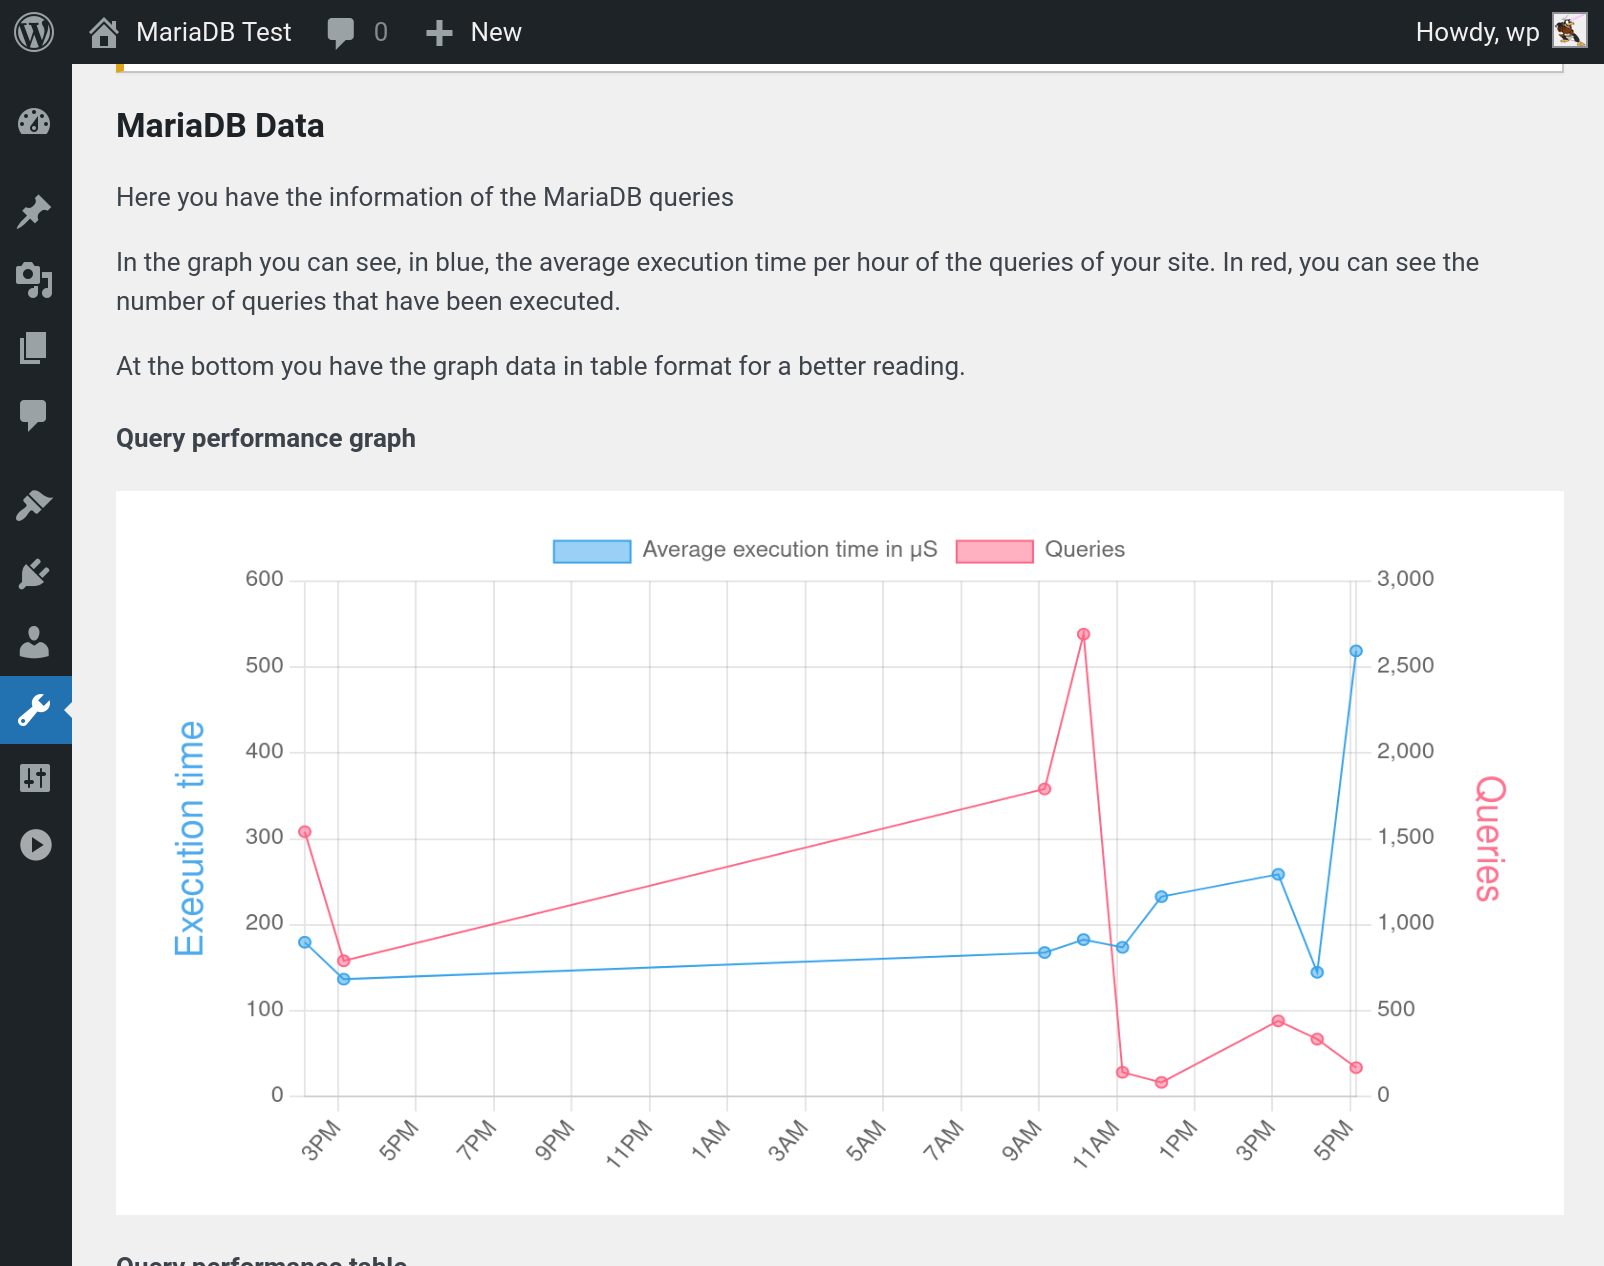 MariaDB Test 0 New Howdy, wp
MariaDB Data
Here you have the information of the MariaDB queries
In the graph you can see, in blue, the average execution time per hour of the queries of your site. In red, you can see the
number of queries that have been executed.
At the bottom you have the graph data in table format for a better reading.
Query performance graph
Average execution time in µS Queries
600 3,000
500 2,500
400 2,000
300 1,500
200 1,000
100 500
0 0
Execution time
Queries
3PM 5PM 7PM 9PM 11PM 1AM 3AM 5AM 7AM 9AM 11AM 1PM 3PM 5PM
Query performance table